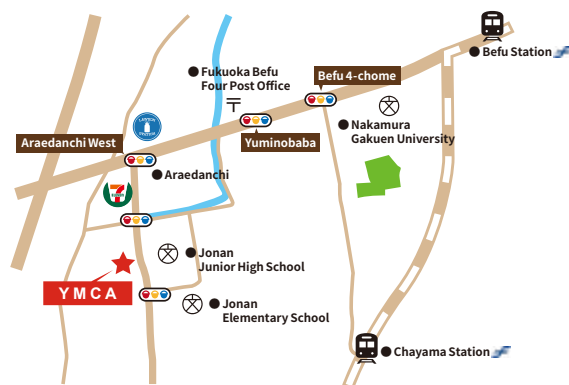 Befu Station
Fukuoka Befu
Four Post Office
Befu 4-chome
Nakamura
Gakuen University
Yuminobaba
Araedanchi West
Araedanchi
7
Jonan
Junior High School
YMCA
Jonan
Elementary School
Chayama Station